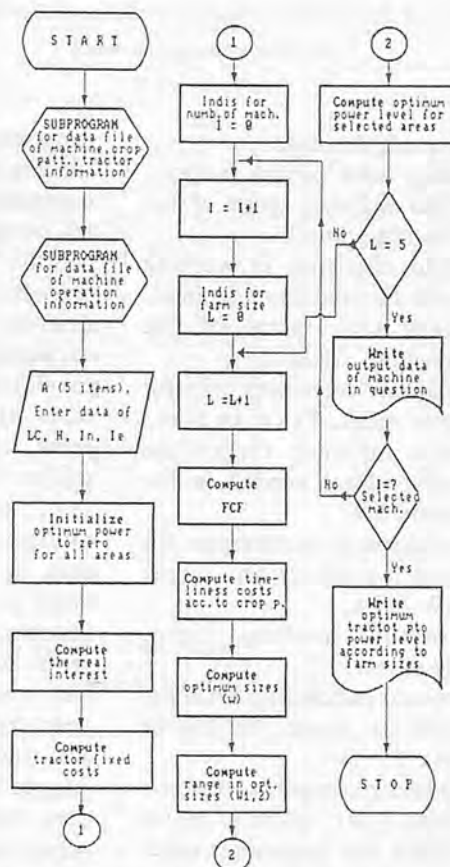 START
SUBPROGRAM
for data file
of machine,crop
patt.,tractor
information
SUBPROGRAM
for data file
of machine
operation
information
A (5 items),
Enter data of
LC, H, In, Ie
Initialize
optimum power
to zero
for all areas
Compute
the real
interest
Compute
tractor fixed
costs
1
1
Indis for
numb.of mach.
I = 0
I = I+1
Indis for
farm size
L = 0
L =L+1
Compute
FCF
Compute time-
liness costs
acc.to crop p.
Compute
optimum sizes
(w)
Compute
range in opt.
sizes (W1,2)
2
2
Compute optimum
power level for
selected areas
No
L = 5
Yes
Write
output data
of machine
in question
No
I=?
Selected
mach.
Yes
Write
optimum
tractot pto
power level
according to
farm sizes
STOP